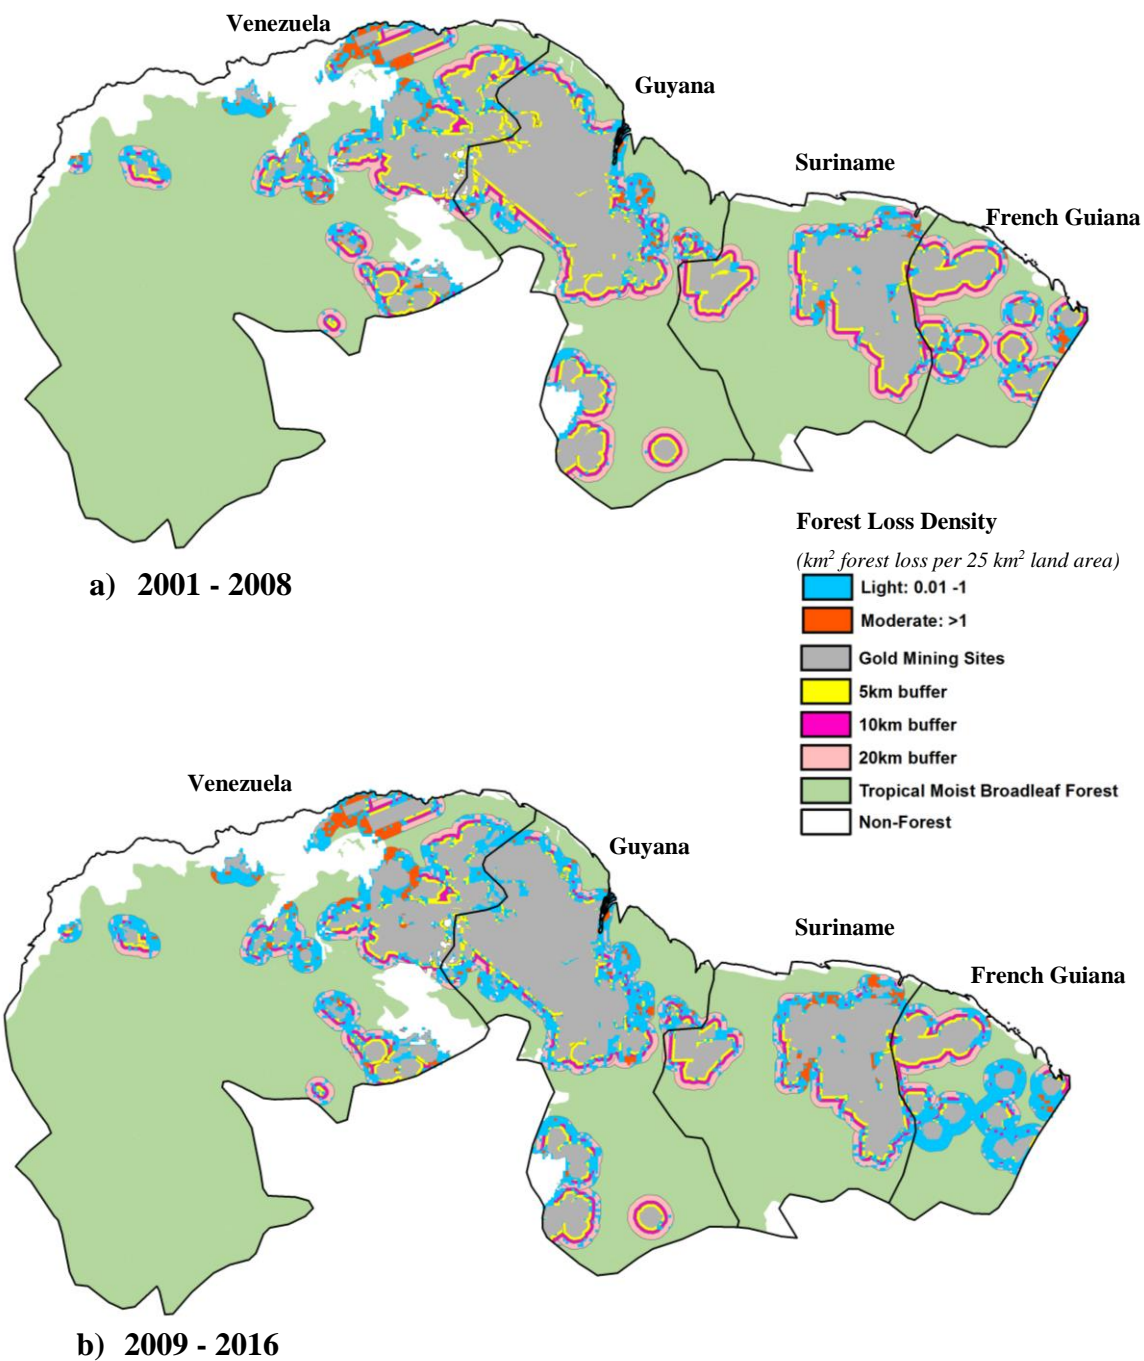 Venezuela
Guyana
Suriname
French Guiana
a) 2001 - 2008
Forest Loss Density
(km² forest loss per 25 km² land area)
Light: 0.01 -1
Moderate: >1
Gold Mining Sites
5km buffer
10km buffer
20km buffer
Tropical Moist Broadleaf Forest
Non-Forest
Venezuela
Guyana
Suriname
French Guiana
b) 2009 - 2016